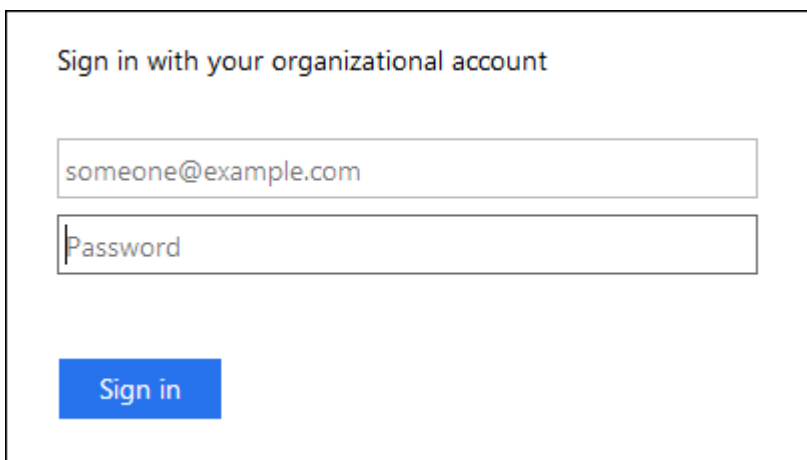 Sign in with your organizational account
someone@example.com
Password
Sign in